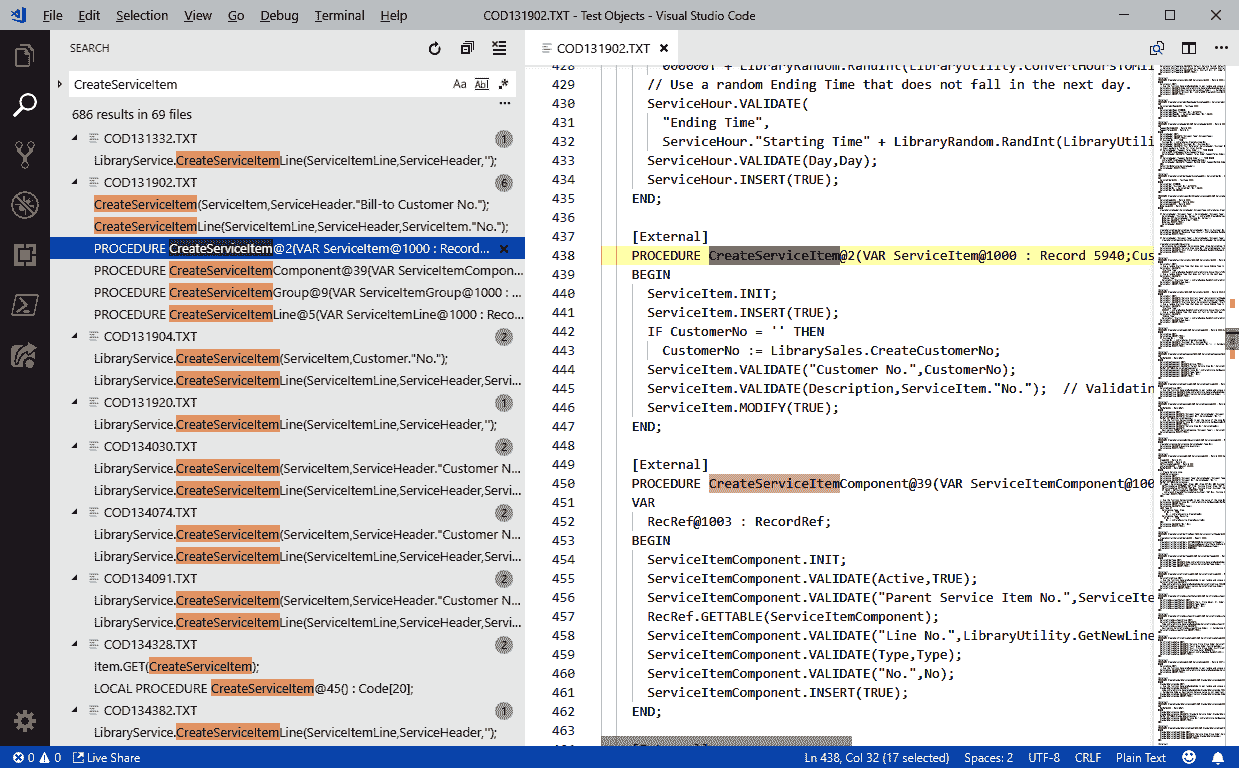 File Edit Selection View Go Debug Terminal Help COD131902.TXT - Test Objects - Visual Studio Code
SEARCH
CreateServiceItem Aa Abl .*
686 results in 69 files
COD131332.TXT 1
LibraryService.CreateServiceItemLine(ServiceItemLine,ServiceHeader,'');
COD131902.TXT 6
CreateServiceItem(ServiceItem,ServiceHeader."Bill-to Customer No.");
CreateServiceItemLine(ServiceItemLine,ServiceHeader,ServiceItem."No.");
PROCEDURE CreateServiceItem@2(VAR ServiceItem@1000 : Record...
PROCEDURE CreateServiceItemComponent@39(VAR ServiceItemCompon...
PROCEDURE CreateServiceItemGroup@9(VAR ServiceItemGroup@1000 : ...
PROCEDURE CreateServiceItemLine@5(VAR ServiceItemLine@1000 : Reco...
COD131904.TXT 2
LibraryService.CreateServiceItem(ServiceItem,Customer."No.");
LibraryService.CreateServiceItemLine(ServiceItemLine,ServiceHeader,Servi...
COD131920.TXT 1
LibraryService.CreateServiceItemLine(ServiceItemLine,ServiceHeader,'');
COD134030.TXT 2
LibraryService.CreateServiceItem(ServiceItem,ServiceHeader."Customer N...
LibraryService.CreateServiceItemLine(ServiceItemLine,ServiceHeader,Servi...
COD134074.TXT 2
LibraryService.CreateServiceItem(ServiceItem,ServiceHeader."Customer N...
LibraryService.CreateServiceItemLine(ServiceItemLine,ServiceHeader,Servi...
COD134091.TXT 2
LibraryService.CreateServiceItem(ServiceItem,ServiceHeader."Customer N...
LibraryService.CreateServiceItemLine(ServiceItemLine,ServiceHeader,Servi...
COD134328.TXT 2
Item.GET(CreateServiceItem);
LOCAL PROCEDURE CreateServiceItem@45() : Code[20];
COD134382.TXT 1
LibraryService.CreateServiceItemLine(ServiceItemLine,ServiceHeader,'');
COD131902.TXT
428 000000T + LibraryRandom.RandInt(LibraryUtility.ConvertHoursToMil
429 // Use a random Ending Time that does not fall in the next day.
430 ServiceHour.VALIDATE(
431 "Ending Time",
432 ServiceHour."Starting Time" + LibraryRandom.RandInt(LibraryUtili
433 ServiceHour.VALIDATE(Day,Day);
434 ServiceHour.INSERT(TRUE);
435 END;
436
437 [External]
438 PROCEDURE CreateServiceItem@2(VAR ServiceItem@1000 : Record 5940;Cus
439 BEGIN
440 ServiceItem.INIT;
441 ServiceItem.INSERT(TRUE);
442 IF CustomerNo = '' THEN
443 CustomerNo := LibrarySales.CreateCustomerNo;
444 ServiceItem.VALIDATE("Customer No.",CustomerNo);
445 ServiceItem.VALIDATE(Description,ServiceItem."No."); // Validatin
446 ServiceItem.MODIFY(TRUE);
447 END;
448
449 [External]
450 PROCEDURE CreateServiceItemComponent@39(VAR ServiceItemComponent@100
451 VAR
452 RecRef@1003 : RecordRef;
453 BEGIN
454 ServiceItemComponent.INIT;
455 ServiceItemComponent.VALIDATE(Active,TRUE);
456 ServiceItemComponent.VALIDATE("Parent Service Item No.",ServiceIte
457 RecRef.GETTABLE(ServiceItemComponent);
458 ServiceItemComponent.VALIDATE("Line No.",LibraryUtility.GetNewLine
459 ServiceItemComponent.VALIDATE(Type,Type);
460 ServiceItemComponent.VALIDATE("No.",No);
461 ServiceItemComponent.INSERT(TRUE);
462 END;
463
0 0 Live Share Ln 438, Col 32 (17 selected) Spaces: 2 UTF-8 CRLF Plain Text